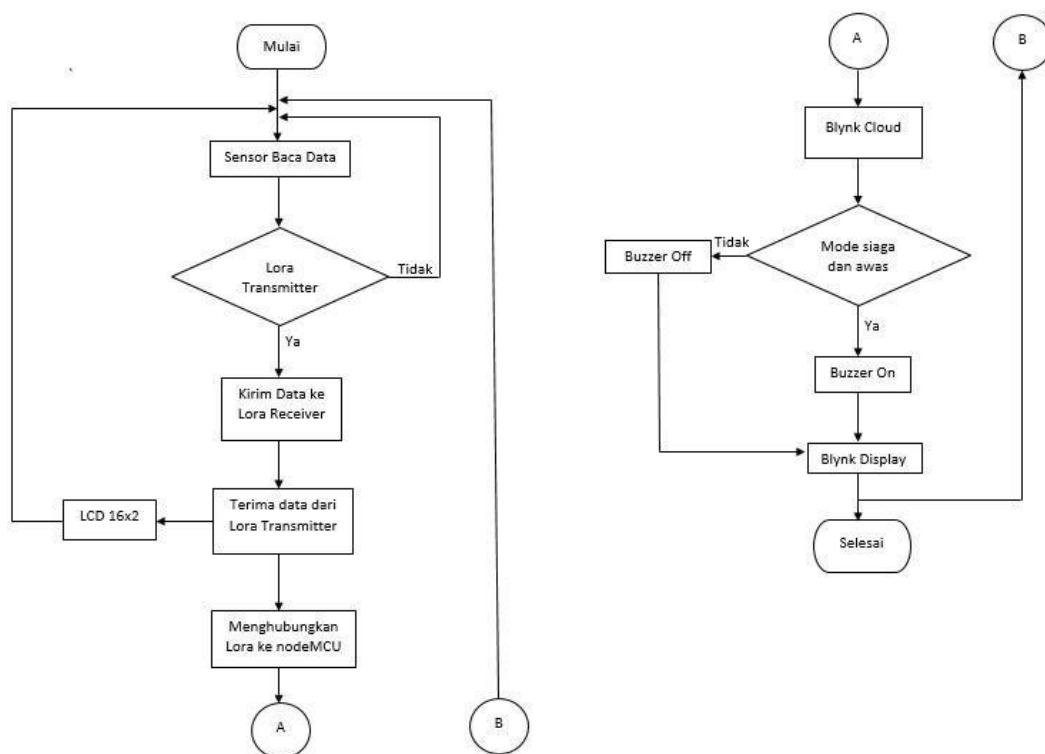 Mulai
Sensor Baca Data
Lora
Transmitter
Tidak
Ya
Kirim Data ke
Lora Receiver
Terima data dari
Lora Transmitter
LCD 16x2
Menghubungkan
Lora ke nodeMCU
A
B
A
B
Blynk Cloud
Mode siaga
dan awas
Tidak
Buzzer Off
Ya
Buzzer On
Blynk Display
Selesai